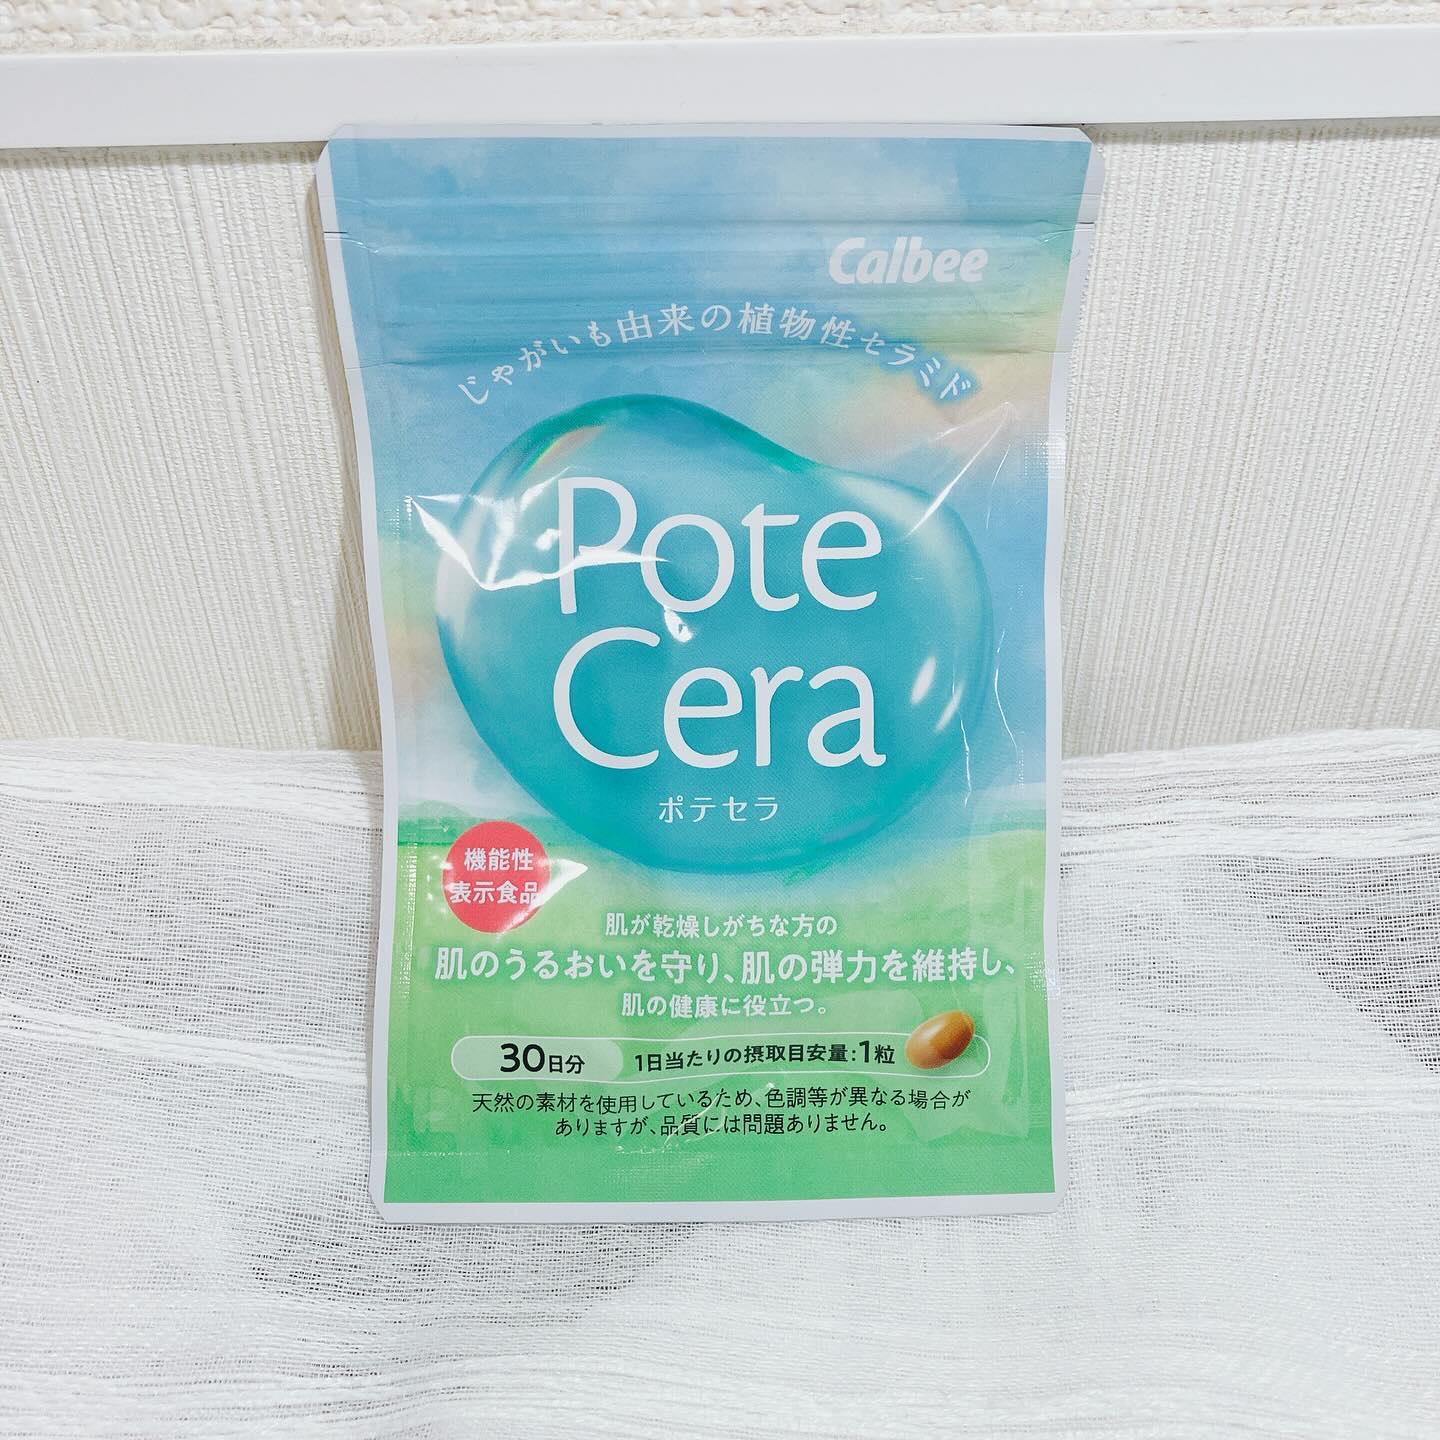 Calbee
じゃがいも由来の植物性セラミド
Pote
Cera
ポテセラ
機能性
表示食品
肌が乾燥しがちな方の
肌のうるおいを守り、肌の弾力を維持し、
肌の健康に役立つ。
30日分 1日当たりの摂取目安量:1粒
天然の素材を使用しているため、色調等が異なる場合が
ありますが、品質には問題ありません。